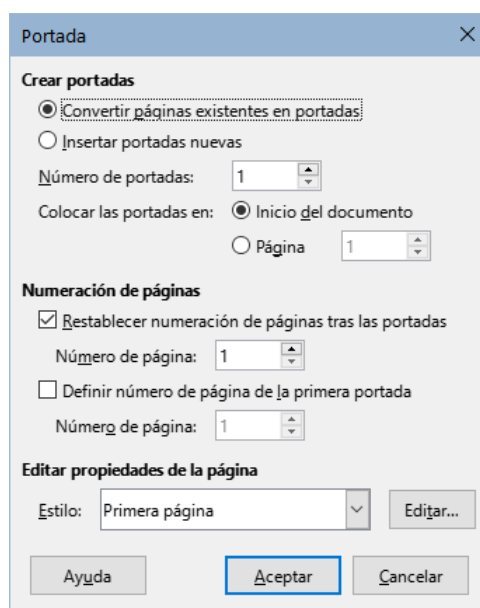 Portada
Crear portadas
Convertir páginas existentes en portadas
Insertar portadas nuevas
Número de portadas: 1
Colocar las portadas en: Inicio del documento
Página 1
Numeración de páginas
Restablecer numeración de páginas tras las portadas
Número de página: 1
Definir número de página de la primera portada
Número de página: 1
Editar propiedades de la página
Estilo: Primera página Editar...
Ayuda Aceptar Cancelar